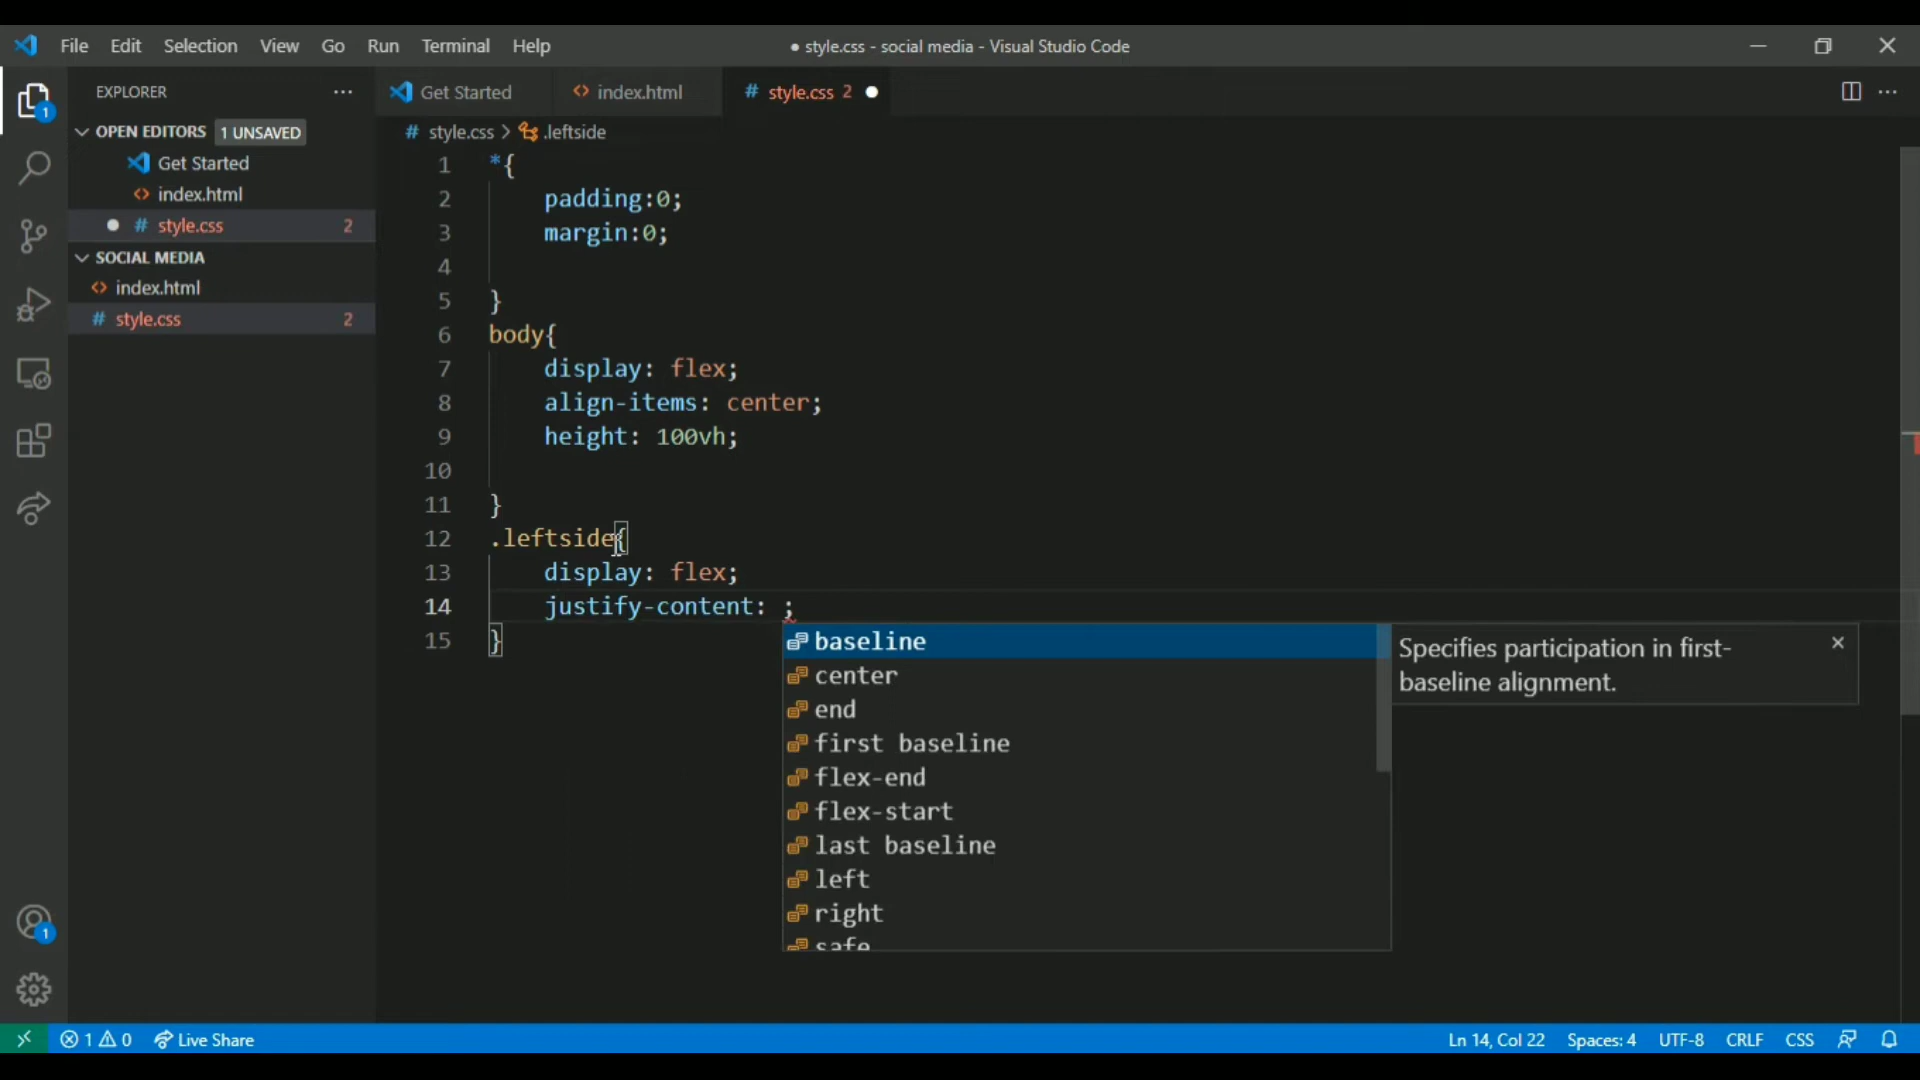 File Edit Selection View Go Run Terminal Help
● style.css - social media - Visual Studio Code
1
EXPLORER
OPEN EDITORS 1 UNSAVED
Get Started
index.html
# style.css 2
SOCIAL MEDIA
index.html
# style.css 2
Get Started
index.html
# style.css 2
# style.css > .leftside
1 *{
2 padding:0;
3 margin:0;
4
5 }
6 body{
7 display: flex;
8 align-items: center;
9 height: 100vh;
10
11 }
12 .leftside{
13 display: flex;
14 justify-content: ;
15 }
baseline
center
end
first baseline
flex-end
flex-start
last baseline
left
right
safe
Specifies participation in first-
baseline alignment.
1
1 0 Live Share
Ln 14, Col 22 Spaces: 4 UTF-8 CRLF CSS